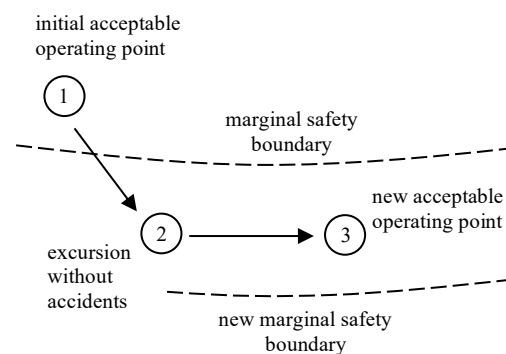 initial acceptable
operating point
1
marginal safety
boundary
new acceptable
operating point
2
3
excursion
without
accidents
new marginal safety
boundary